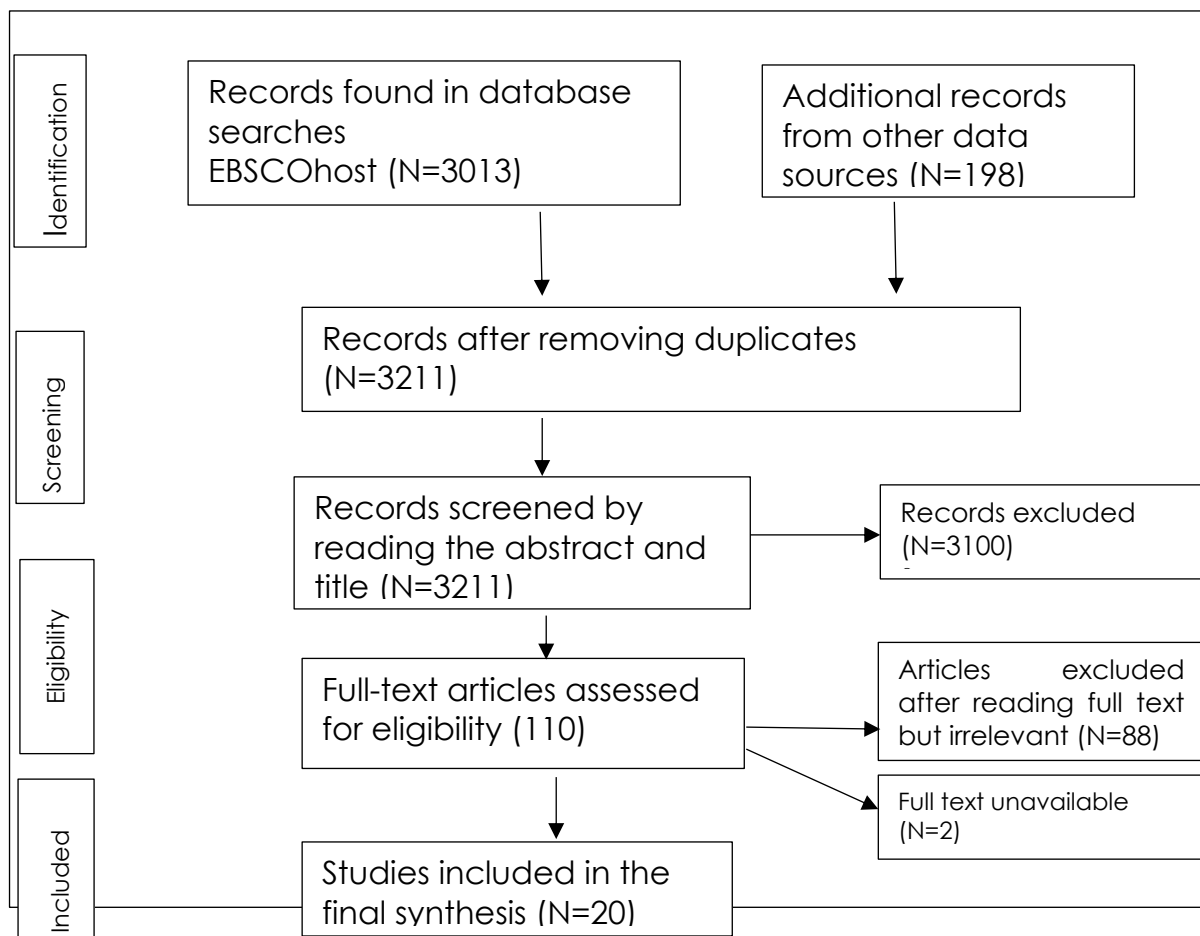 Identification
Records found in database
searches
EBSCOhost (N=3013)
Additional records
from other data
sources (N=198)
Screening
Records after removing duplicates
(N=3211)
Records screened by
reading the abstract and
title (N=3211)
Records excluded
(N=3100)
Eligibility
Full-text articles assessed
for eligibility (110)
Articles excluded
after reading full text
but irrelevant (N=88)
Full text unavailable
(N=2)
Included
Studies included in the
final synthesis (N=20)